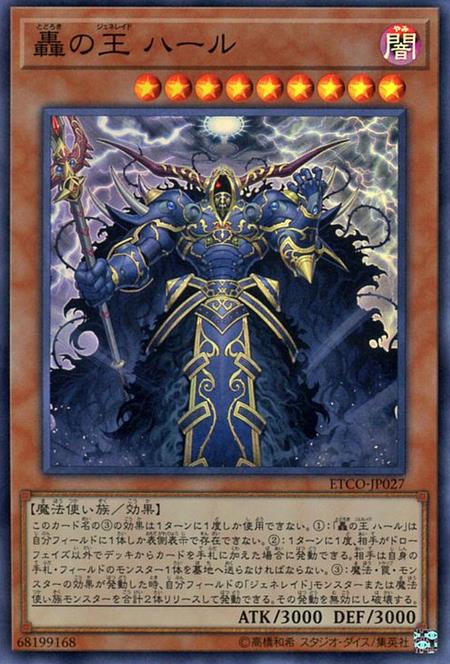 轟の王 ハール
とどろき ジェネレイド
闇
やみ
ETCO-JP027
【魔法使い族/効果】
このカード名の③の効果は1ターンに1度しか使用できない。①:「轟の王 ハール」は
自分フィールドに1体しか表側表示で存在できない。②:1ターンに1度、相手がドロー
フェイズ以外でデッキからカードを手札に加えた場合に発動できる。相手は自身の
手札・フィールドのモンスター1体を墓地へ送らなければならない。③:魔法・罠・モン
スターの効果が発動した時、自分フィールドの「ジェネレイド」モンスターまたは魔法
使い族モンスターを合計2体リリースして発動できる。その発動を無効にし破壊する。
ATK/3000 DEF/3000
68199168
©高橋和希 スタジオ・ダイス/集英社